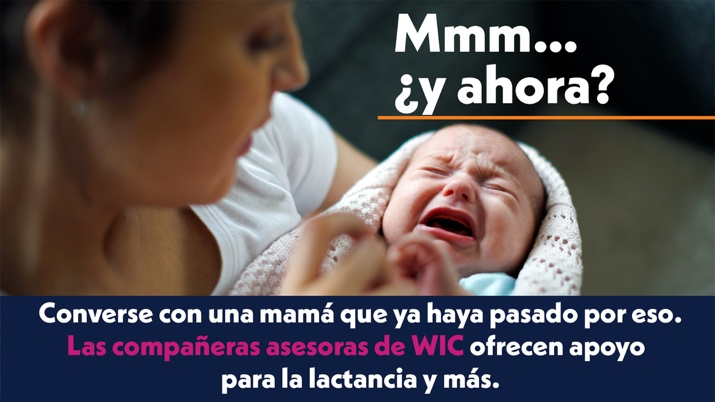 Mmm...
¿y ahora?
Converse con una mamá que ya haya pasado por eso.
Las compañeras asesoras de WIC ofrecen apoyo
para la lactancia y más.